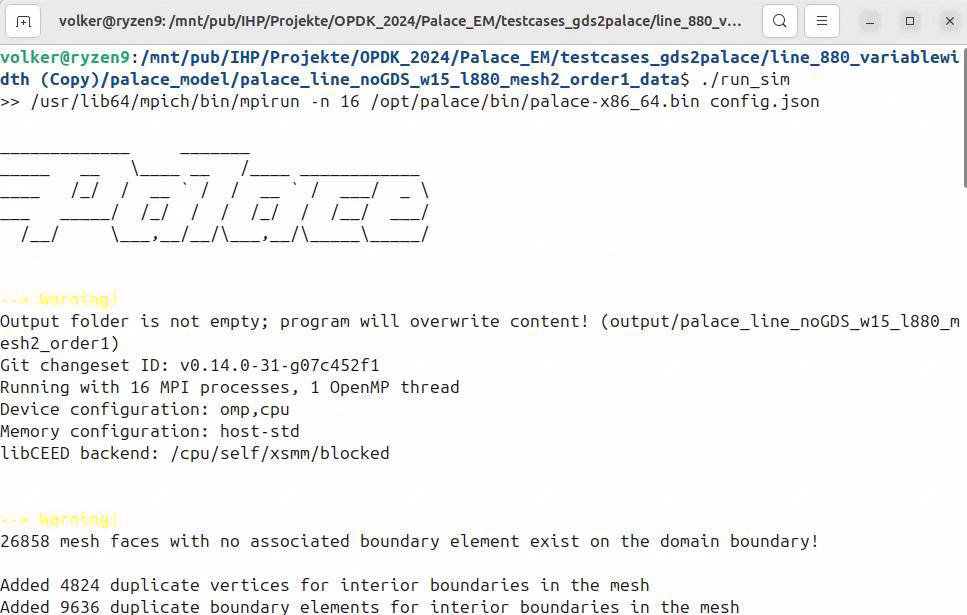 volker@ryzen9: /mnt/pub/IHP/Projekte/OPDK_2024/Palace_EM/testcases_gds2palace/line_880_v...
volker@ryzen9:/mnt/pub/IHP/Projekte/OPDK_2024/Palace_EM/testcases_gds2palace/line_880_variablewi
dth (Copy)/palace_model/palace_line_noGDS_w15_l880_mesh2_order1_data$ ./run_sim
>> /usr/lib64/mpich/bin/mpirun -n 16 /opt/palace/bin/palace-x86_64.bin config.json
Palace
--> Warning!
Output folder is not empty; program will overwrite content! (output/palace_line_noGDS_w15_l880_m
esh2_order1)
Git changeset ID: v0.14.0-31-g07c452f1
Running with 16 MPI processes, 1 OpenMP thread
Device configuration: omp,cpu
Memory configuration: host-std
libCEED backend: /cpu/self/xsmm/blocked
--> Warning!
26858 mesh faces with no associated boundary element exist on the domain boundary!
Added 4824 duplicate vertices for interior boundaries in the mesh
Added 9636 duplicate boundary elements for interior boundaries in the mesh